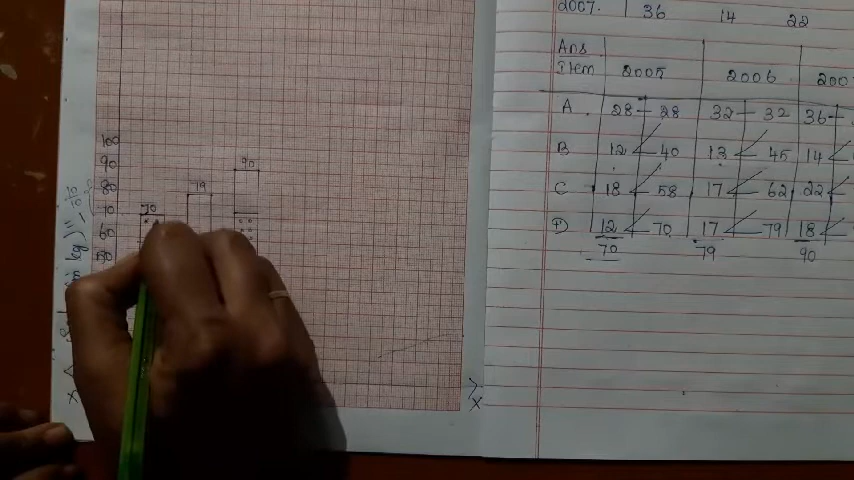 100
90
90
80
79
70
70
60
50
X
2007. 36 14 22
Ans
Item 2005 2006 200
A 28 28 32 32 36
B 12 40 13 45 14
C 18 58 17 62 22
D 12 70 17 79 18
70 79 90